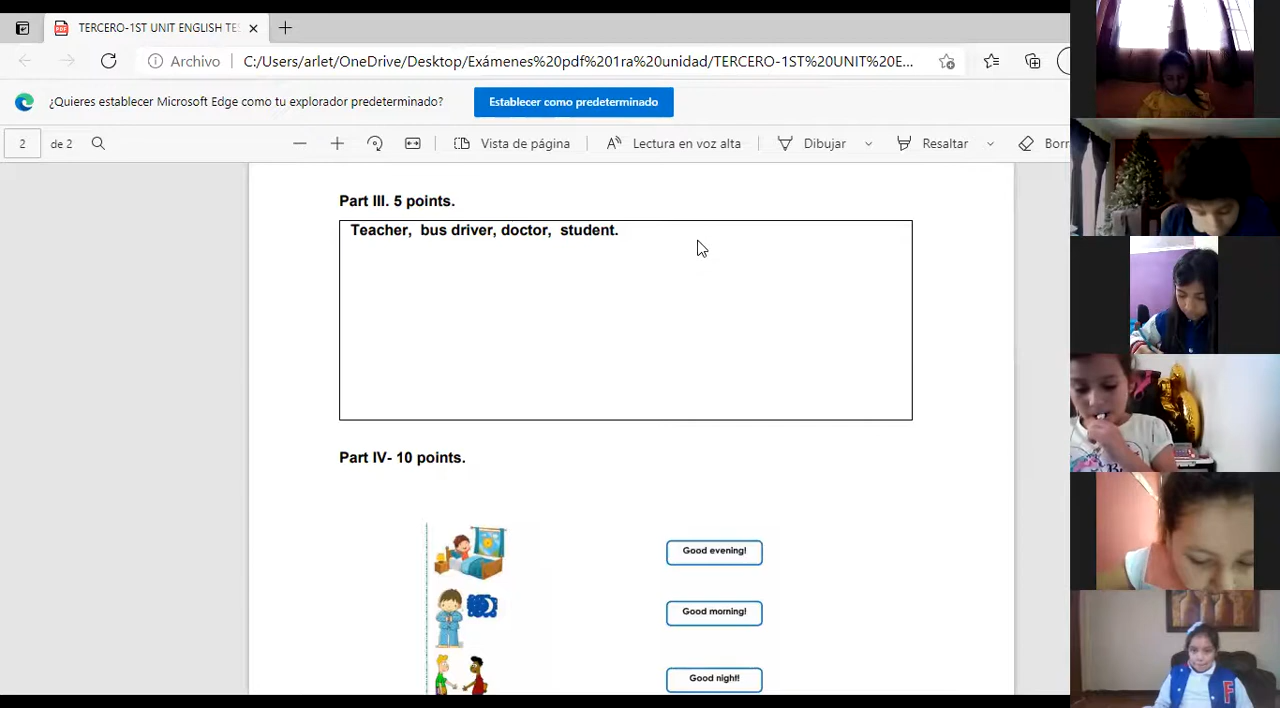 TERCERO-1ST UNIT ENGLISH TES
Archivo
C:/Users/arlet/OneDrive/Desktop/Exámenes%20pdf%201ra%20unidad/TERCERO-1ST%20UNIT%20E...
¿Quieres establecer Microsoft Edge como tu explorador predeterminado?
Establecer como predeterminado
2
de 2
Vista de página
Lectura en voz alta
Dibujar
Resaltar
Borr
Part III. 5 points.
Teacher,  bus driver, doctor,  student.
Part IV- 10 points.
Good evening!
Good morning!
Good night!
F